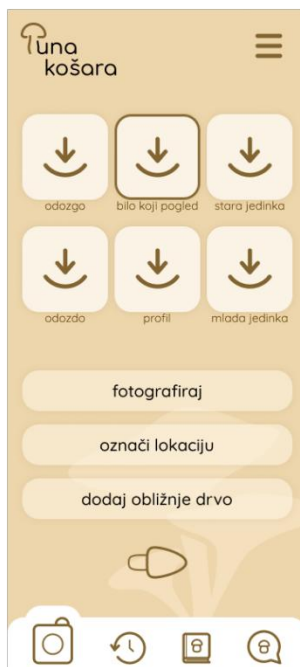 Puna
košara
odozgo
bilo koji pogled
stara jedinka
odozdo
profil
mlada jedinka
fotografiraj
označi lokaciju
dodaj obližnje drvo